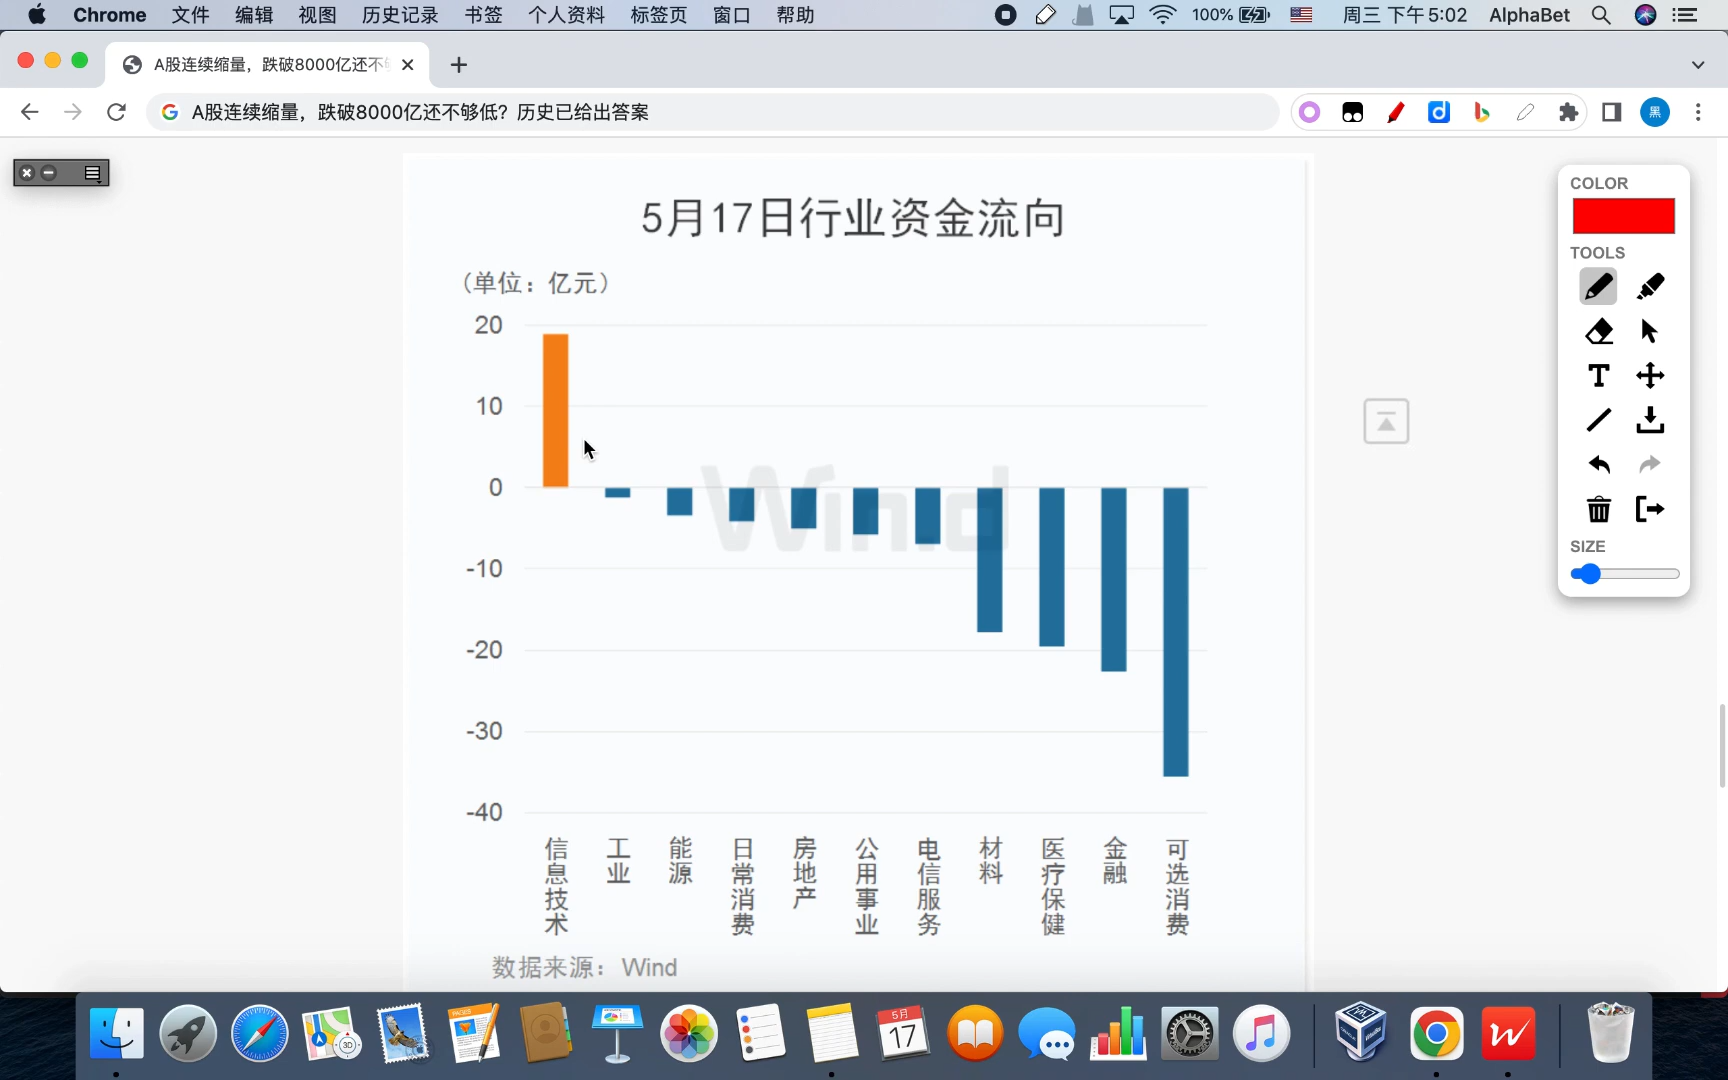 Chrome 文件 编辑 视图 历史记录 书签 个人资料 标签页 窗口 帮助 100% 周三 下午5:02 AlphaBet
A股连续缩量，跌破8000亿还不
A股连续缩量，跌破8000亿还不够低？历史已给出答案
黑
COLOR
TOOLS
T
SIZE
5月17日行业资金流向
（单位：亿元）
20
10
0
-10
-20
-30
-40
Wind
信息技术
工业
能源
日常消费
房地产
公用事业
电信服务
材料
医疗保健
金融
可选消费
数据来源：Wind
3D
PAGES
5月
17